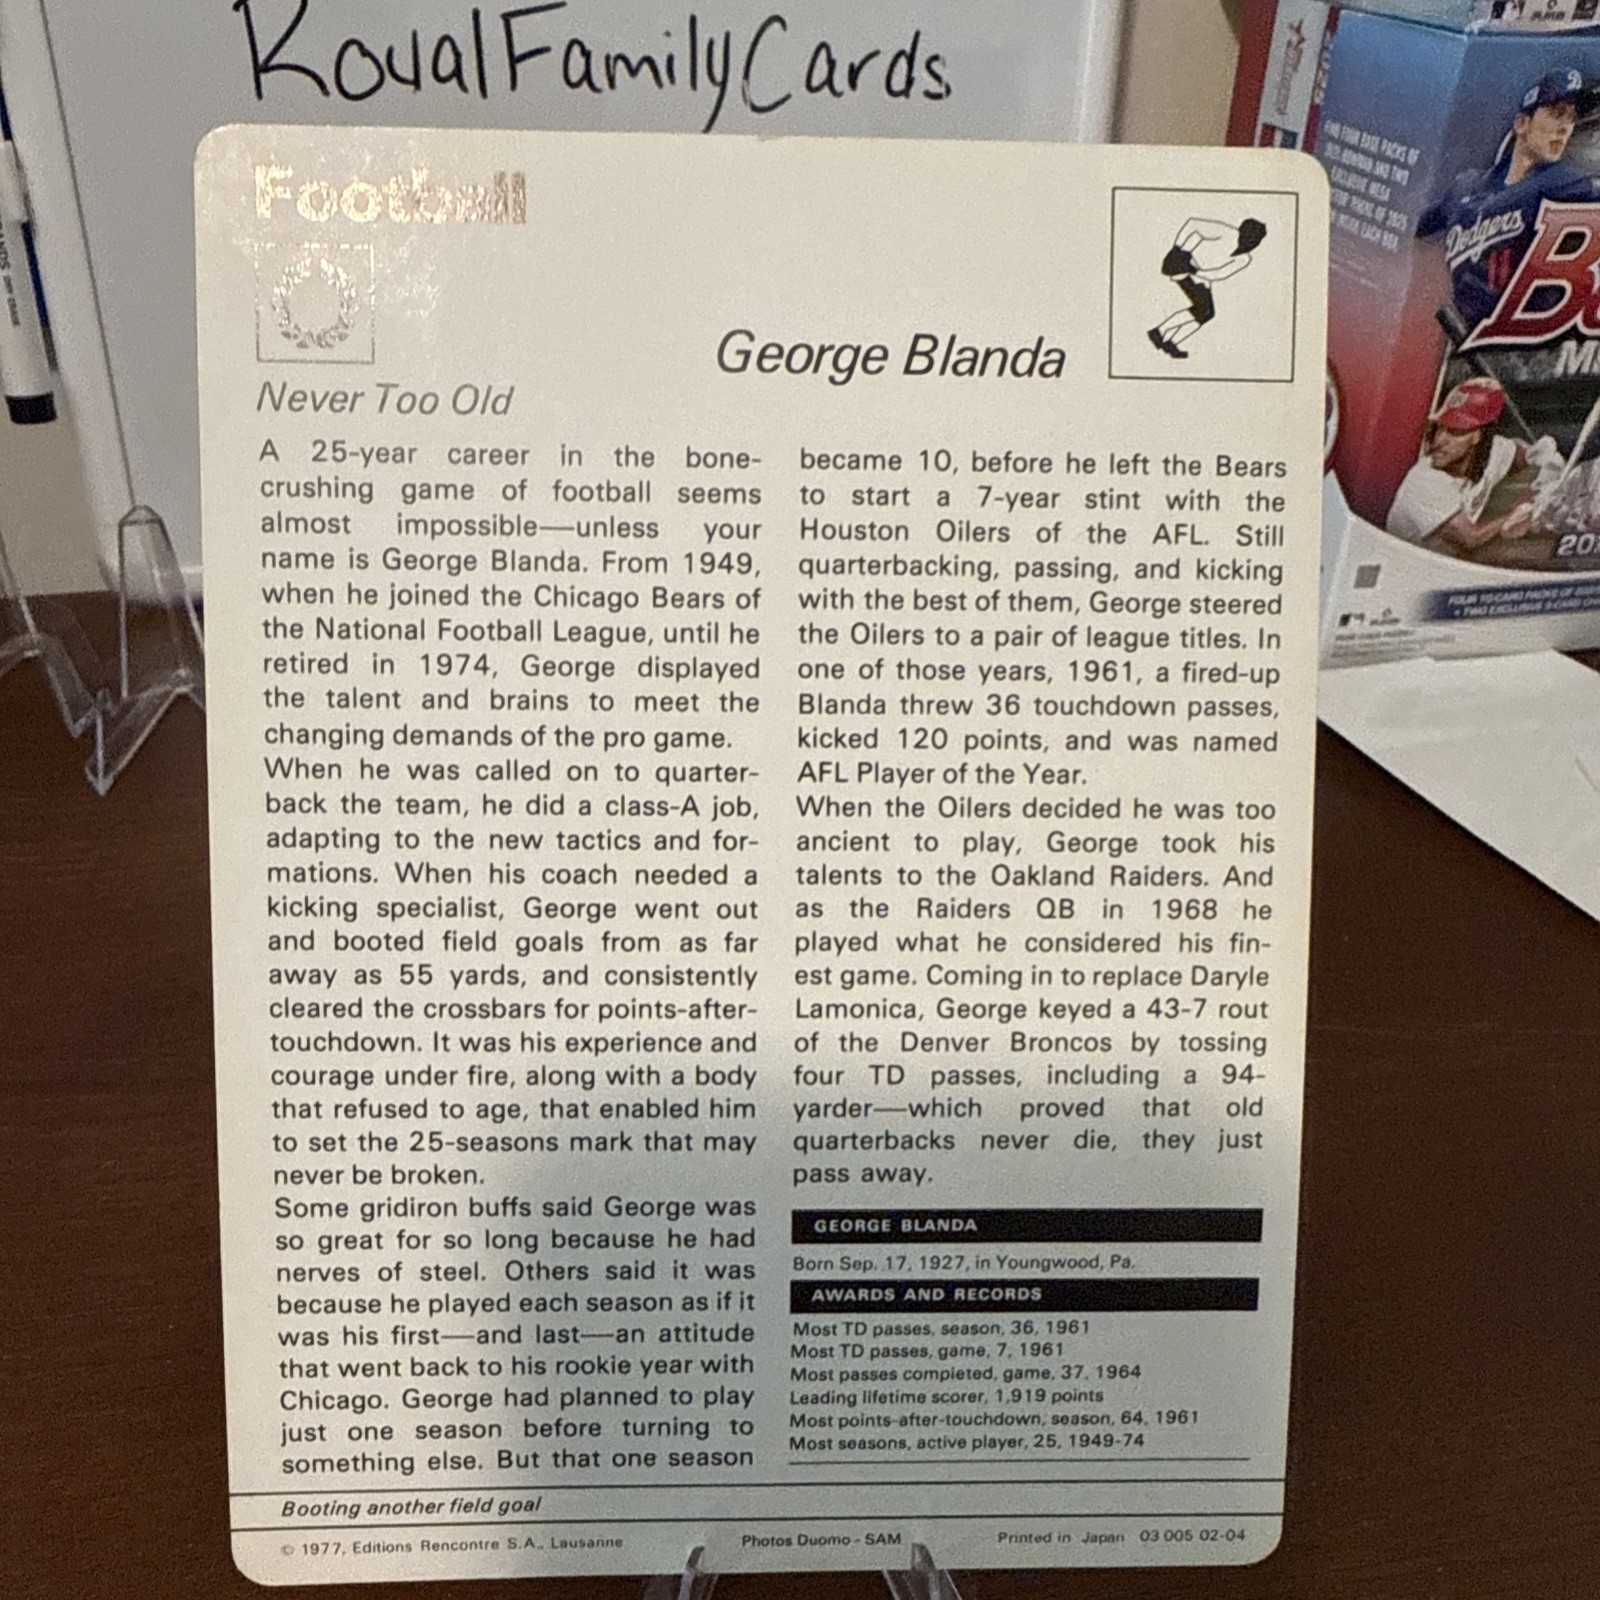 RoyalFamilyCards
Football
George Blanda
Never Too Old
A 25-year career in the bone-
crushing game of football seems
almost impossible—unless your
name is George Blanda. From 1949,
when he joined the Chicago Bears of
the National Football League, until he
retired in 1974, George displayed
the talent and brains to meet the
changing demands of the pro game.
When he was called on to quarter-
back the team, he did a class-A job,
adapting to the new tactics and for-
mations. When his coach needed a
kicking specialist, George went out
and booted field goals from as far
away as 55 yards, and consistently
cleared the crossbars for points-after-
touchdown. It was his experience and
courage under fire, along with a body
that refused to age, that enabled him
to set the 25-seasons mark that may
never be broken.
Some gridiron buffs said George was
so great for so long because he had
nerves of steel. Others said it was
because he played each season as if it
was his first—and last—an attitude
that went back to his rookie year with
Chicago. George had planned to play
just one season before turning to
something else. But that one season
became 10, before he left the Bears
to start a 7-year stint with the
Houston Oilers of the AFL. Still
quarterbacking, passing, and kicking
with the best of them, George steered
the Oilers to a pair of league titles. In
one of those years, 1961, a fired-up
Blanda threw 36 touchdown passes,
kicked 120 points, and was named
AFL Player of the Year.
When the Oilers decided he was too
ancient to play, George took his
talents to the Oakland Raiders. And
as the Raiders QB in 1968 he
played what he considered his fin-
est game. Coming in to replace Daryle
Lamonica, George keyed a 43-7 rout
of the Denver Broncos by tossing
four TD passes, including a 94-
yarder—which proved that old
quarterbacks never die, they just
pass away.
GEORGE BLANDA
Born Sep. 17, 1927, in Youngwood, Pa.
AWARDS AND RECORDS
Most TD passes, season, 36, 1961
Most TD passes, game, 7, 1961
Most passes completed, game, 37, 1964
Leading lifetime scorer, 1,919 points
Most points-after-touchdown, season, 64, 1961
Most seasons, active player, 25, 1949-74
Booting another field goal
© 1977, Editions Rencontre S.A., Lausanne
Photos Duomo - SAM
Printed in Japan 03 005 02-04
Dodgers